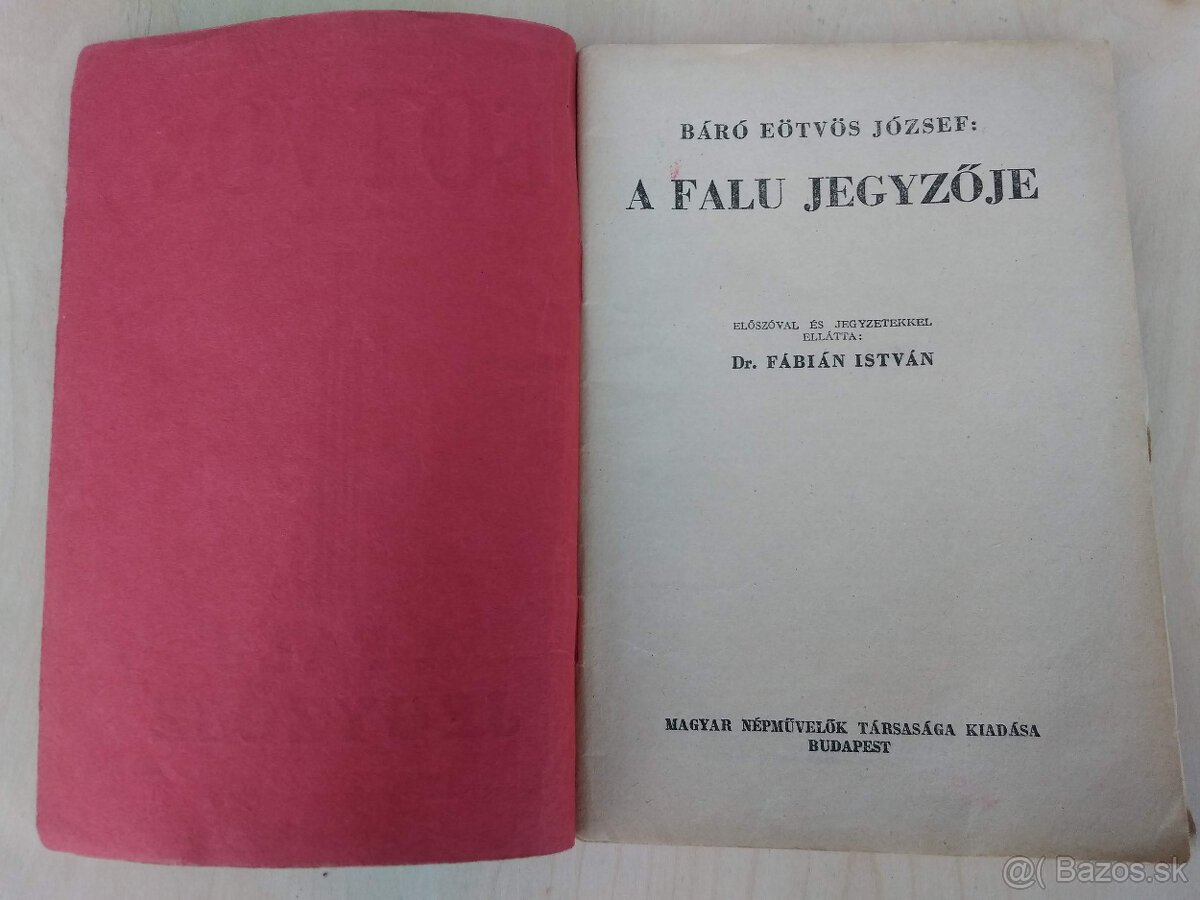 BÁRÓ EÖTVÖS JÓZSEF:
A FALU JEGYZŐJE
ELŐSZÓVAL ÉS JEGYZETEKKEL
ELLÁTTA:
Dr. FÁBIÁN ISTVÁN
MAGYAR NÉPMŰVELŐK TÁRSASÁGA KIADÁSA
BUDAPEST
@( Bazos.sk